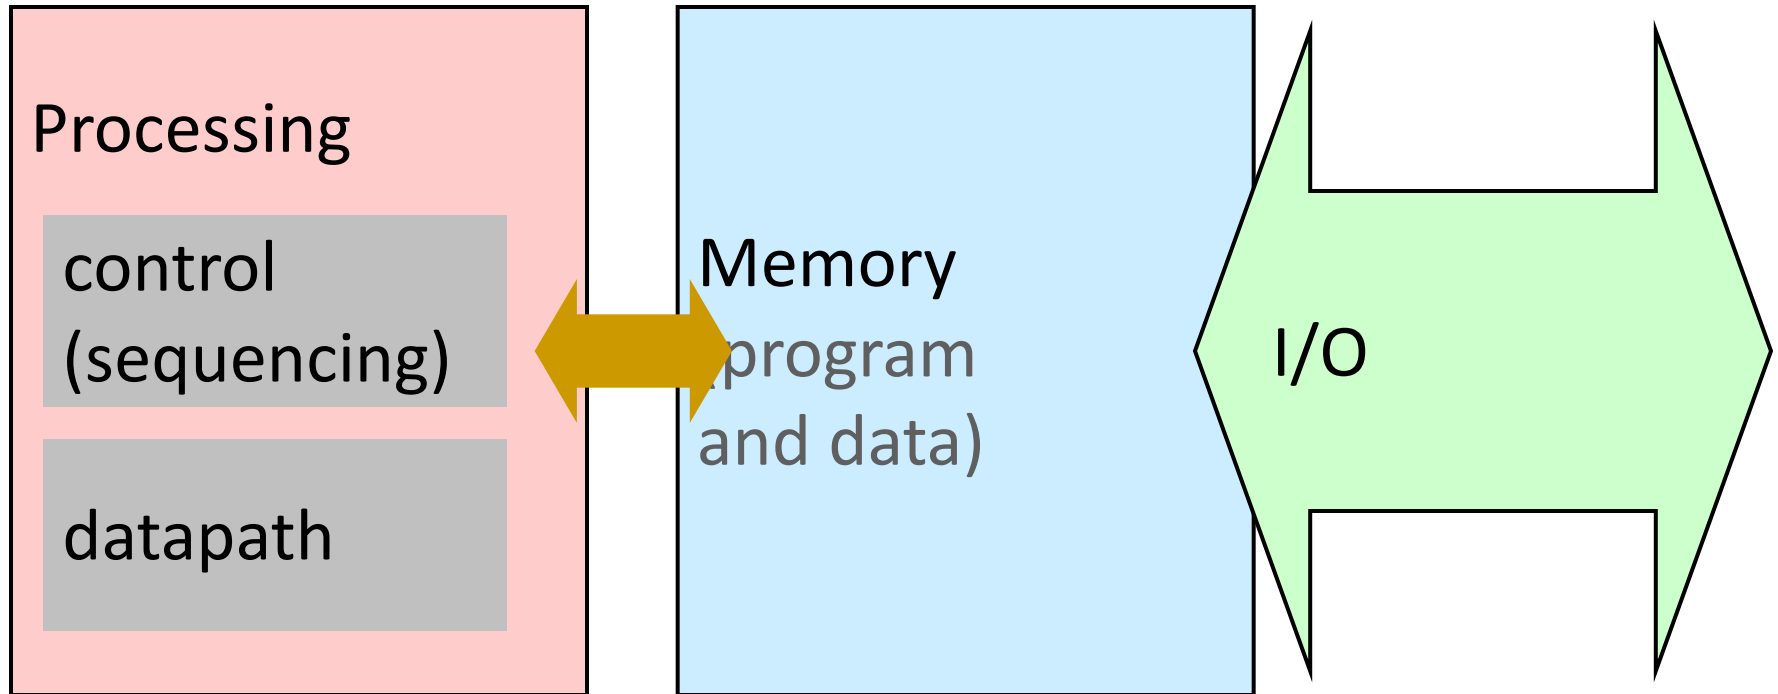 Processing
control
(sequencing)
datapath
Memory
(program
and data)
I/O